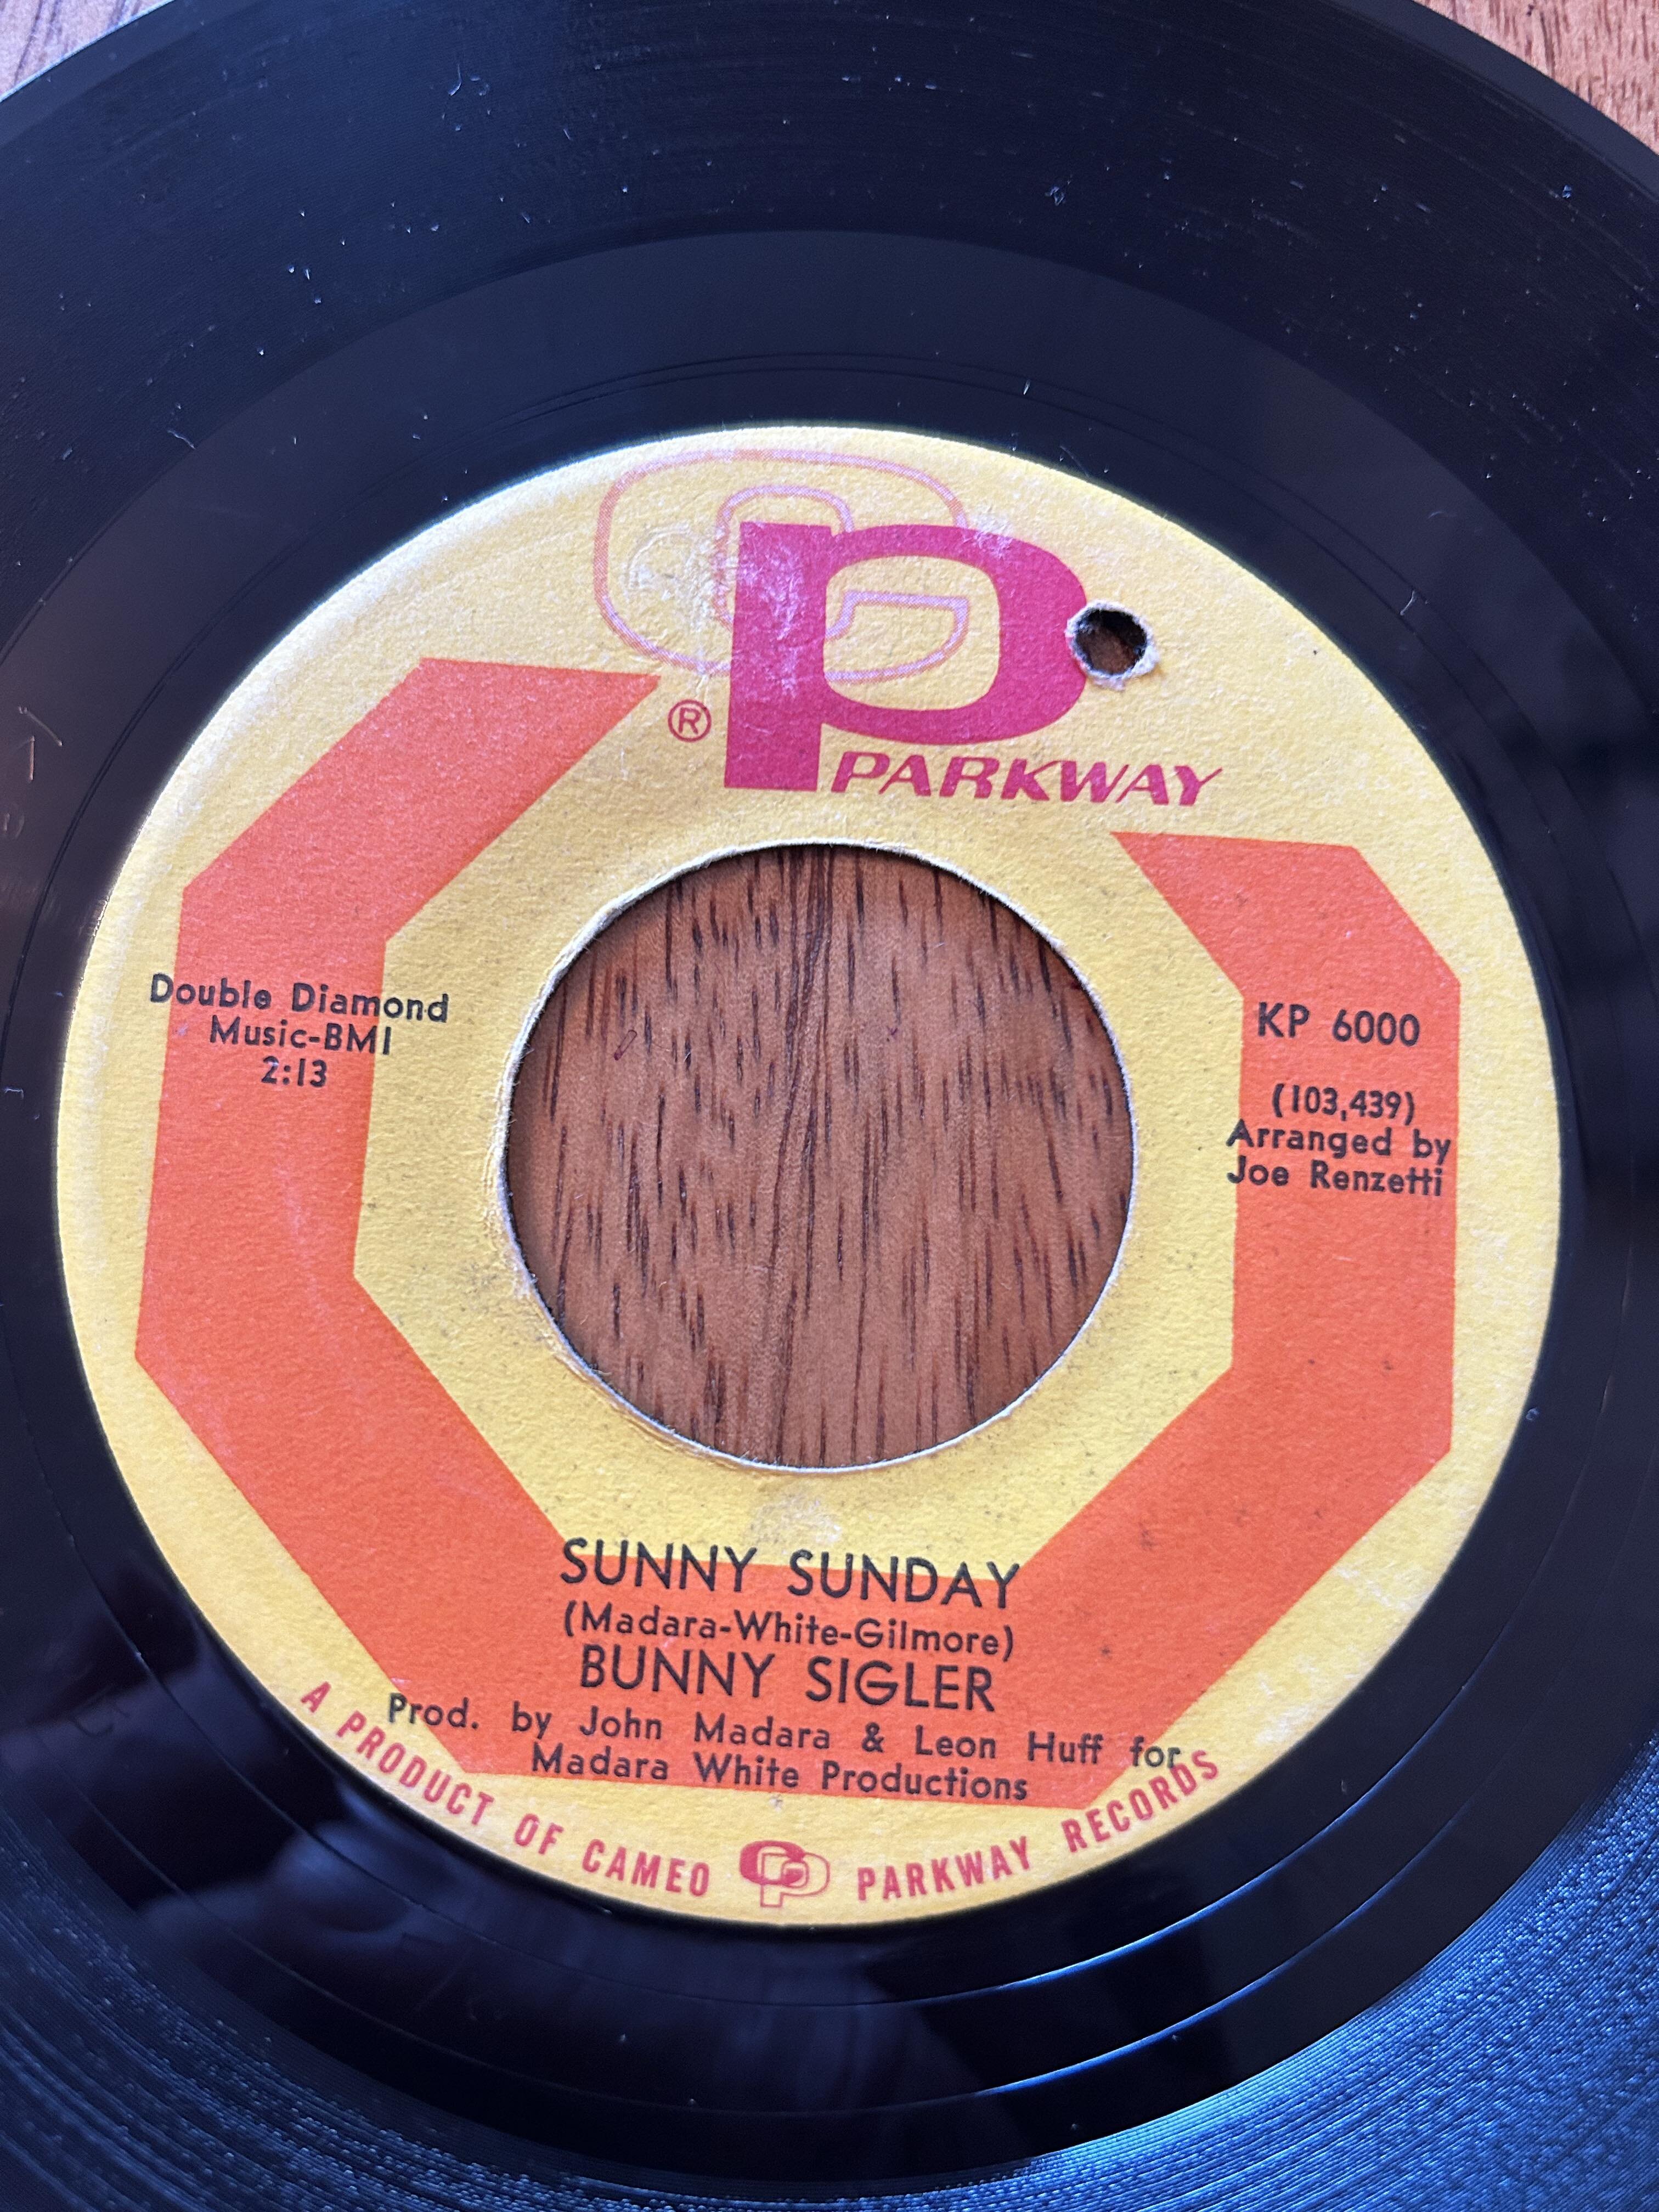 C
P
®
PARKWAY
Double Diamond
Music-BMI
2:13
KP 6000
(103,439)
Arranged by
Joe Renzetti
SUNNY SUNDAY
(Madara-White-Gilmore)
BUNNY SIGLER
Prod. by John Madara & Leon Huff for
Madara White Productions
A PRODUCT OF CAMEO CP PARKWAY RECORDS